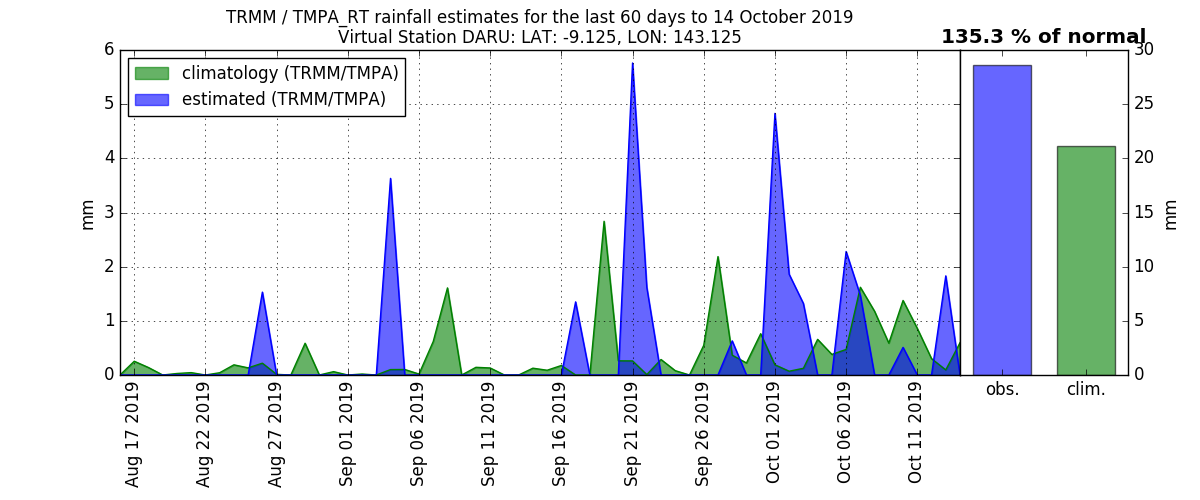 TRMM / TMPA_RT rainfall estimates for the last 60 days to 14 October 2019
Virtual Station DARU: LAT: -9.125, LON: 143.125
135.3 % of normal
climatology (TRMM/TMPA)
estimated (TRMM/TMPA)
6
5
4
3
2
1
0
mm
30
25
20
15
10
5
0
mm
Aug 17 2019
Aug 22 2019
Aug 27 2019
Sep 01 2019
Sep 06 2019
Sep 11 2019
Sep 16 2019
Sep 21 2019
Sep 26 2019
Oct 01 2019
Oct 06 2019
Oct 11 2019
obs.
clim.